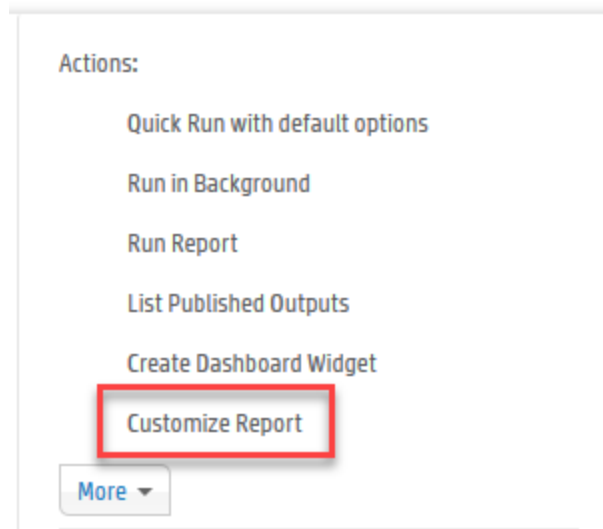 Actions:
Quick Run with default options
Run in Background
Run Report
List Published Outputs
Create Dashboard Widget
Customize Report
More